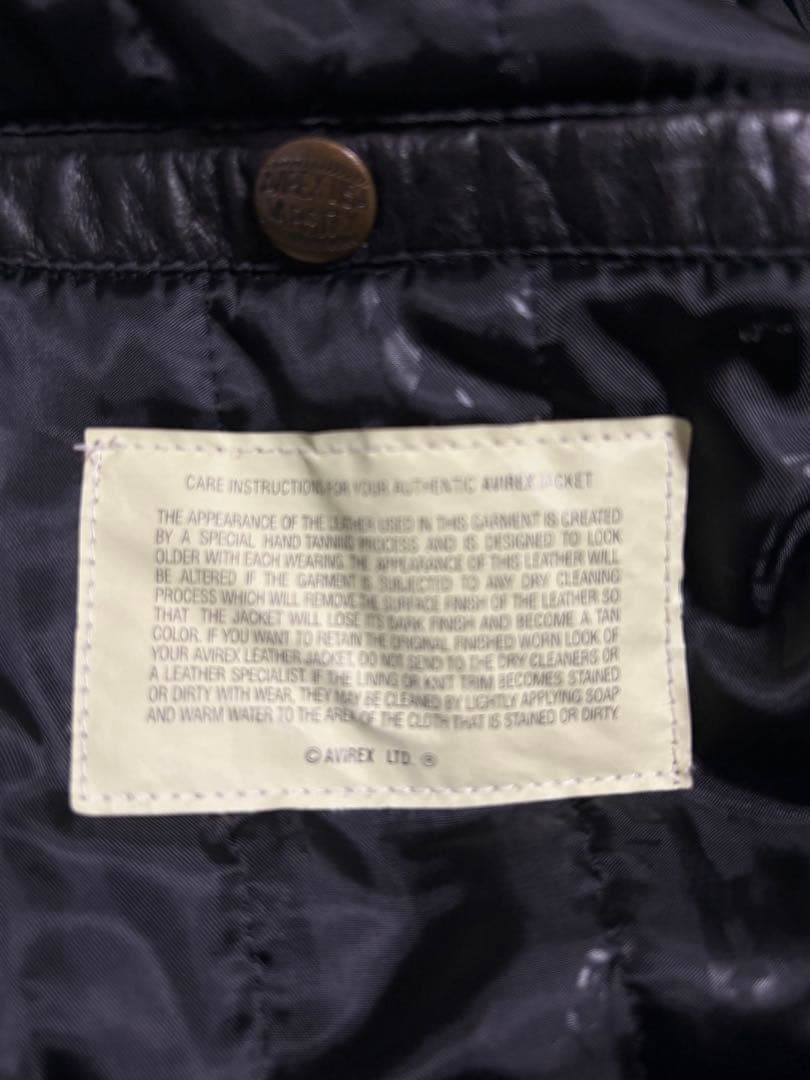 CARE INSTRUCTIONS FOR YOUR AUTHENTIC AVIREX JACKET
THE APPEARANCE OF THE LEATHER USED IN THIS GARMENT IS CREATED
BY A SPECIAL HAND TANNING PROCESS AND IS DESIGNED TO LOOK
OLDER WITH EACH WEARING. THE APPEARANCE OF THIS LEATHER WILL
BE ALTERED IF THE GARMENT IS SUBJECTED TO ANY DRY CLEANING
PROCESS WHICH WILL REMOVE THE SURFACE FINISH OF THE LEATHER SO
THAT THE JACKET WILL LOSE IT'S DARK FINISH AND BECOME A TAN
COLOR. IF YOU WANT TO RETAIN THE ORIGINAL FINISHED WORN LOOK OF
YOUR AVIREX LEATHER JACKET, DO NOT SEND TO THE DRY CLEANERS OR
A LEATHER SPECIALIST. IF THE LINING OR KNIT TRIM BECOMES STAINED
OR DIRTY WITH WEAR, THEY MAY BE CLEANED BY LIGHTLY APPLYING SOAP
AND WARM WATER TO THE AREA OF THE CLOTH THAT IS STAINED OR DIRTY.
© AVIREX LTD. ®